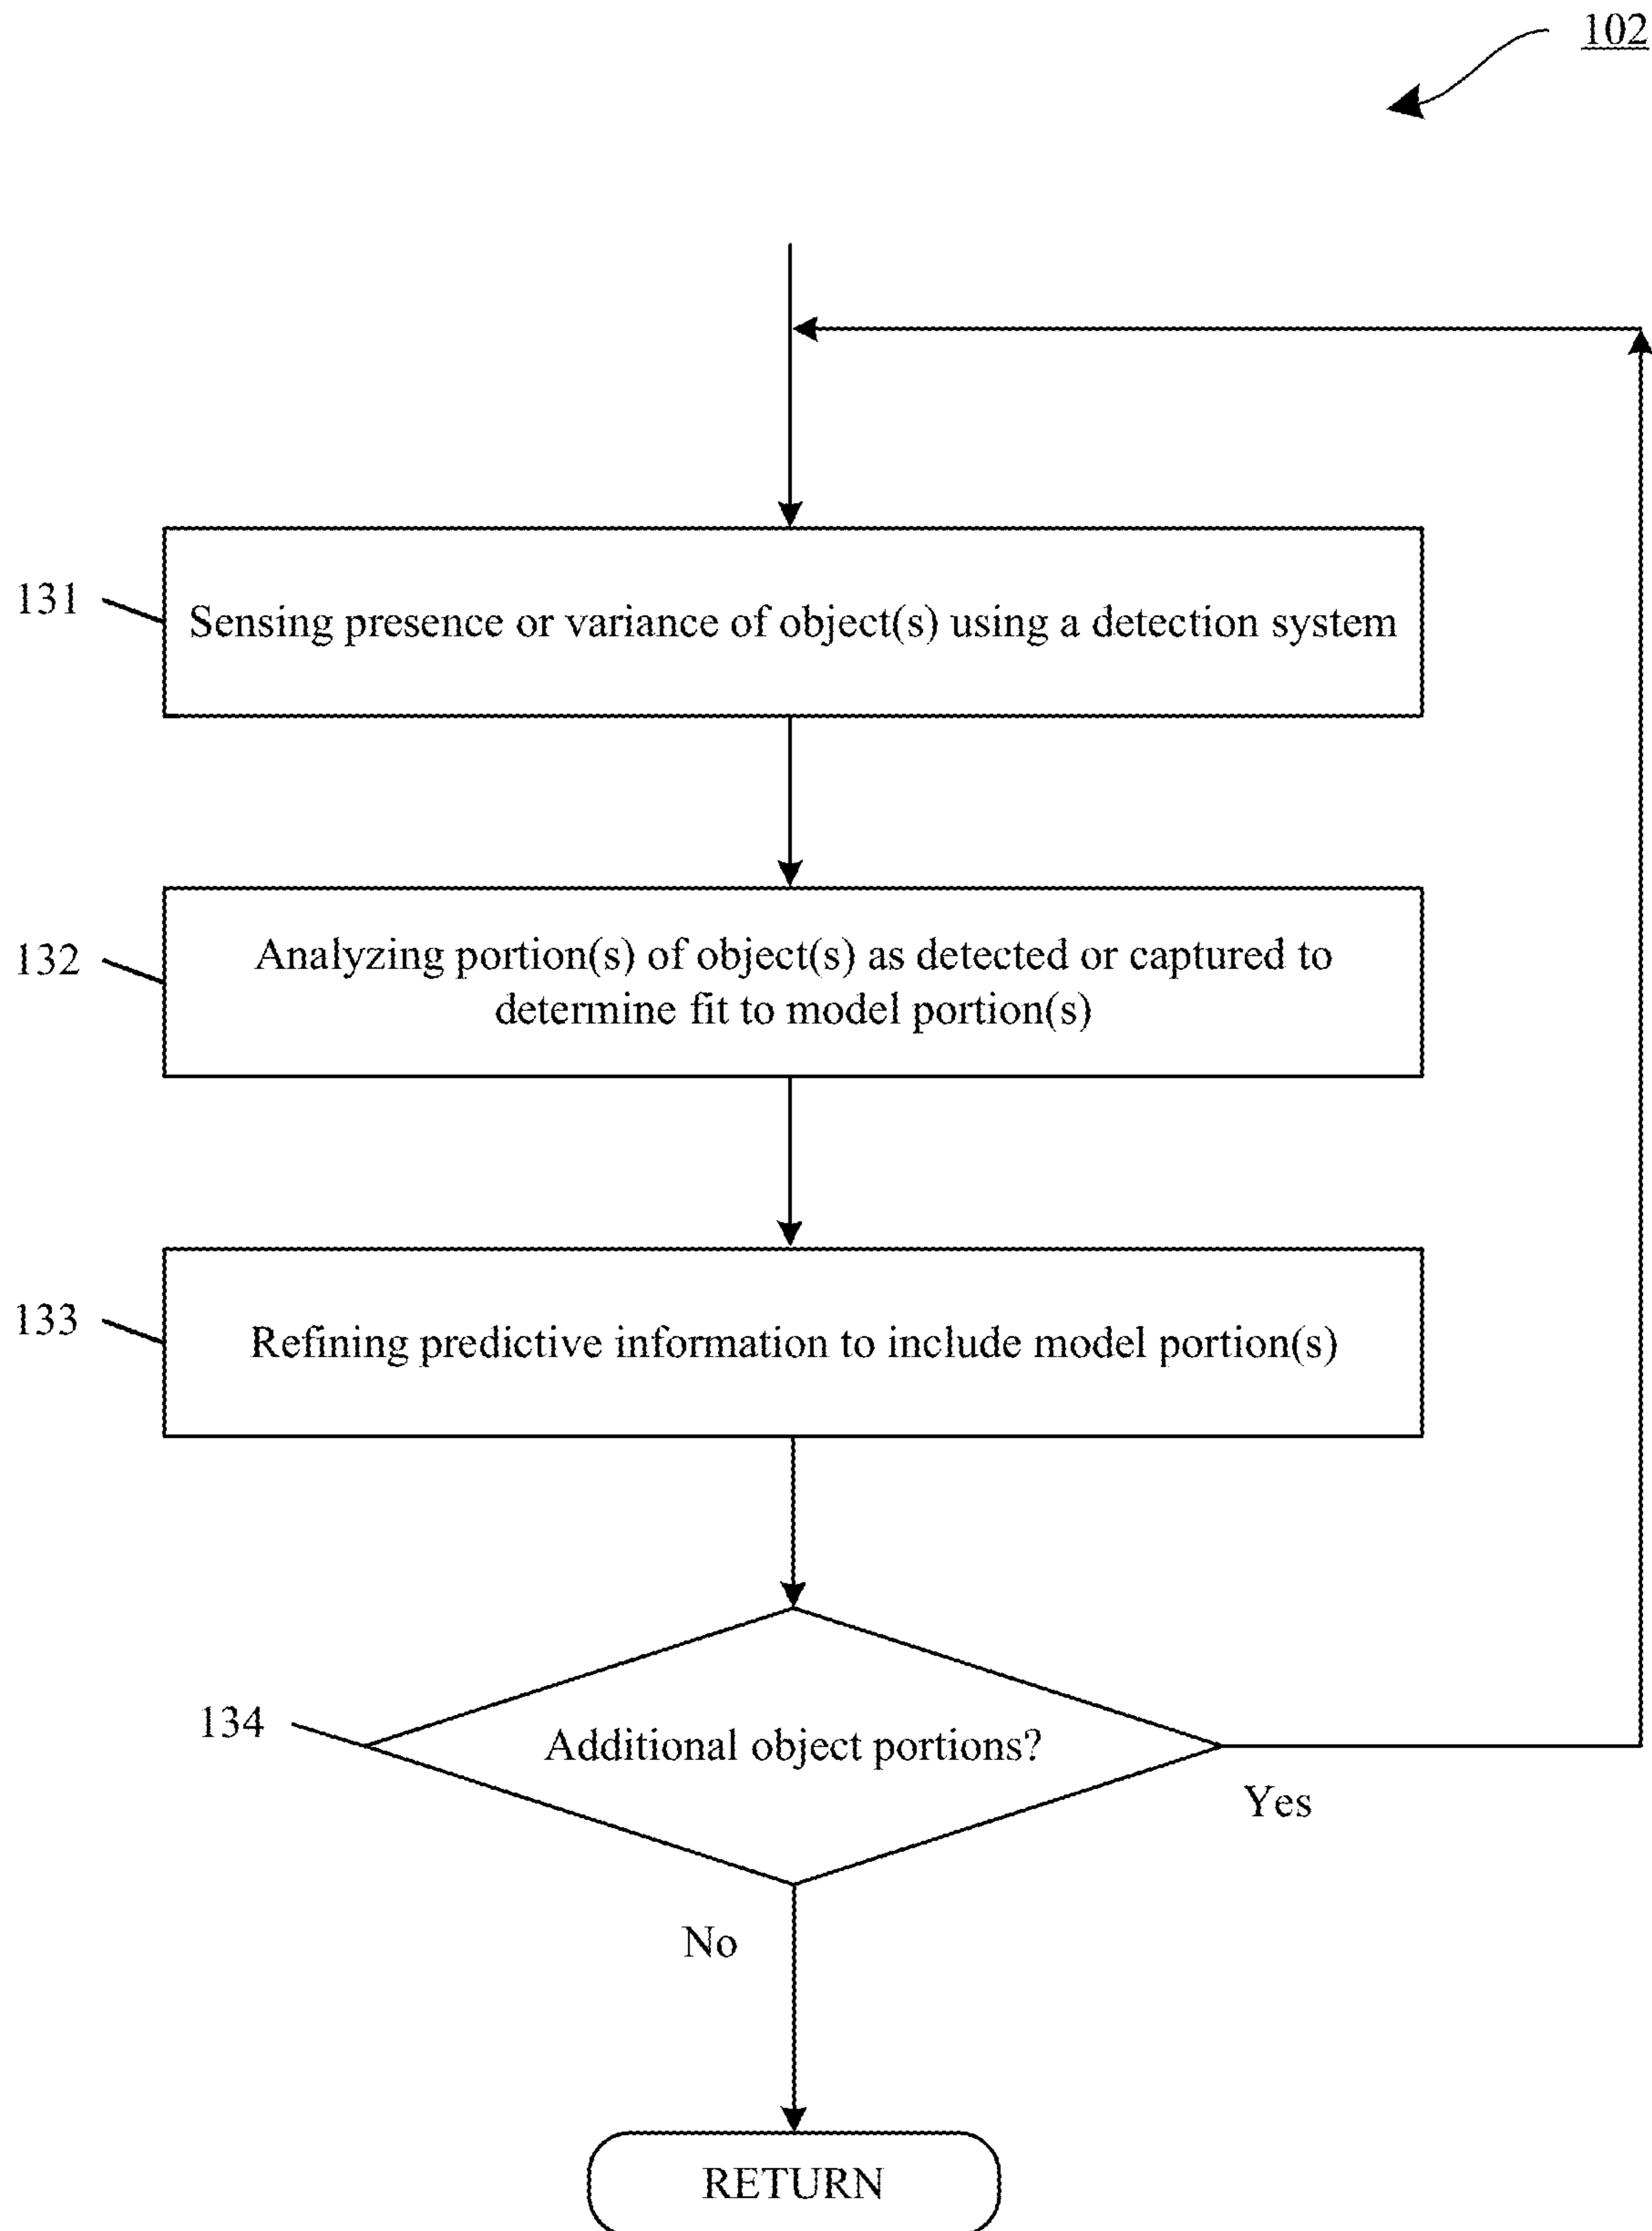 102
131
Sensing presence or variance of object(s) using a detection system
132
Analyzing portion(s) of object(s) as detected or captured to
determine fit to model portion(s)
133
Refining predictive information to include model portion(s)
134
Additional object portions?
Yes
No
RETURN